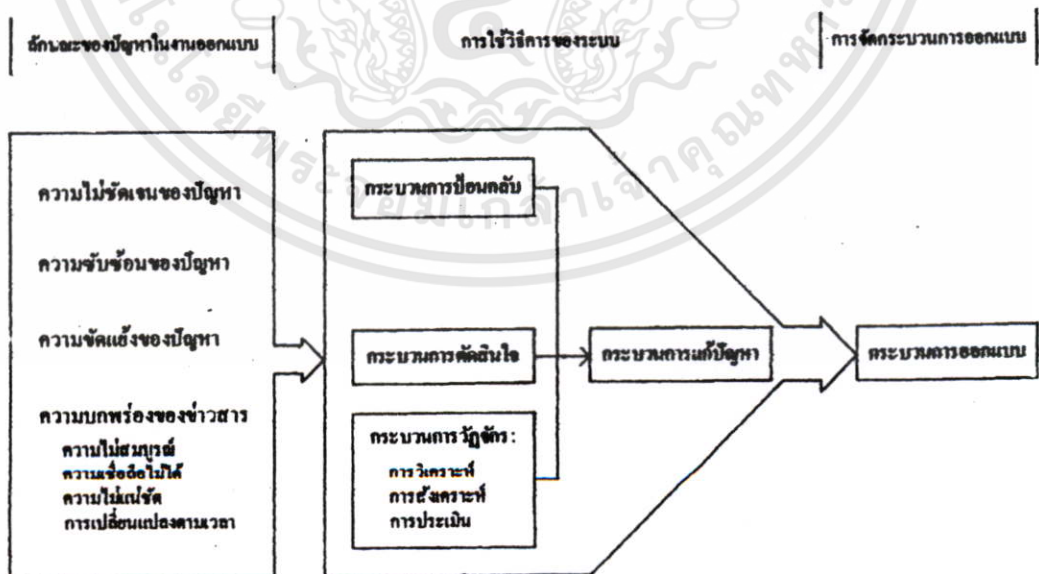 ลักษณะของปัญหาในงานออกแบบ
การใช้วิธีการของระบบ
การจัดกระบวนการออกแบบ
ความไม่ชัดเจนของปัญหา
ความซับซ้อนของปัญหา
ความขัดแย้งของปัญหา
ความบกพร่องของข่าวสาร
ความไม่สมบูรณ์
ความเชื่อถือไม่ได้
ความไม่แน่ชัด
การเปลี่ยนแปลงตามเวลา
กระบวนการป้อนกลับ
กระบวนการตัดสินใจ
กระบวนการวัฏจักร :
การวิเคราะห์
การสังเคราะห์
การประเมิน
กระบวนการแก้ปัญหา
กระบวนการออกแบบ